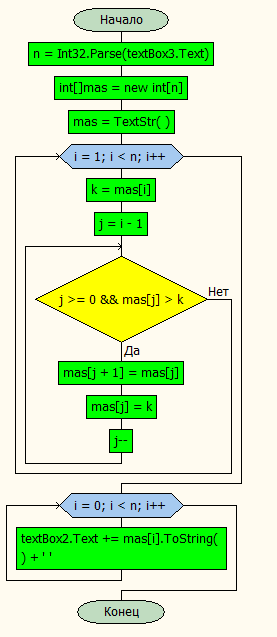 Начало
n = Int32.Parse(textBox3.Text)
int[]mas = new int[n]
mas = TextStr( )
i = 1; i < n; i++
k = mas[i]
j = i - 1
j >= 0 && mas[j] > k
Нет
Да
mas[j + 1] = mas[j]
mas[j] = k
j--
i = 0; i < n; i++
textBox2.Text += mas[i].ToString(
) + ' '
Конец